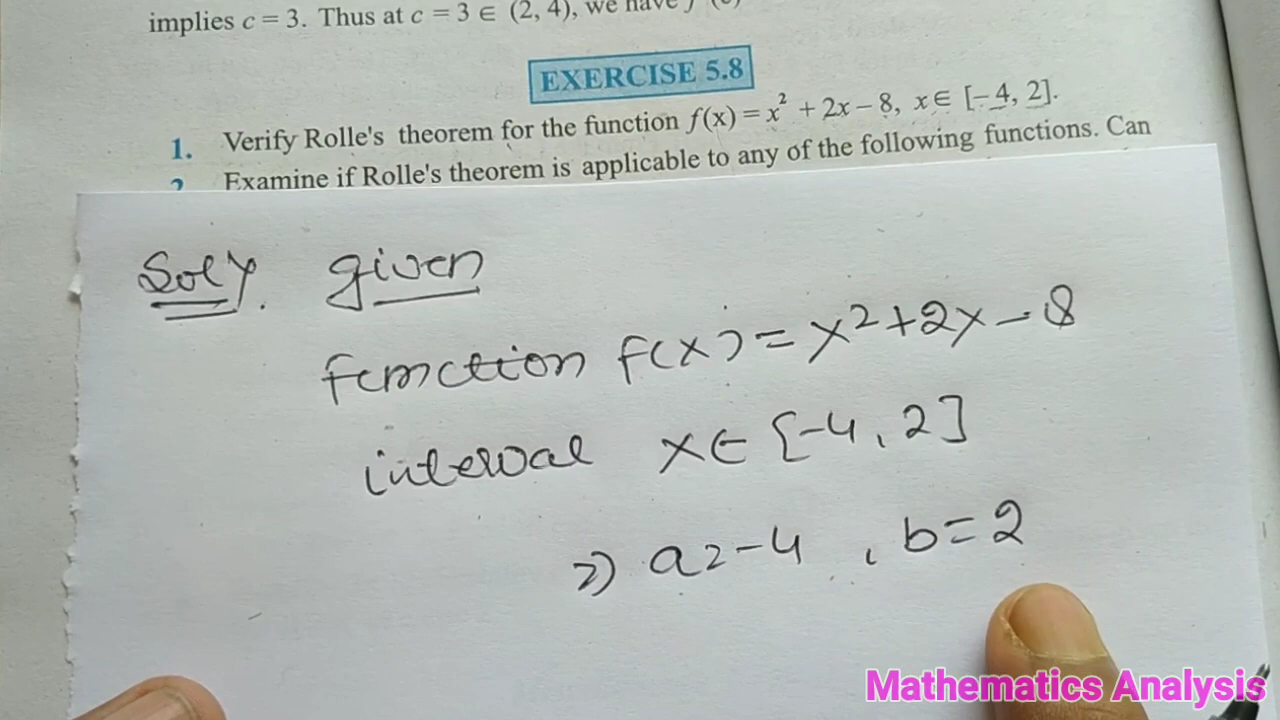 implies c = 3. Thus at c = 3 ∈ (2, 4), we have
EXERCISE 5.8
1. Verify Rolle's theorem for the function f(x) = x² + 2x – 8, x ∈ [– 4, 2].
2. Examine if Rolle's theorem is applicable to any of the following functions. Can
Soln. given
function f(x) = x²+2x-8
interval x∈ [-4, 2]
⇒ a = -4 , b = 2
Mathematics Analysis